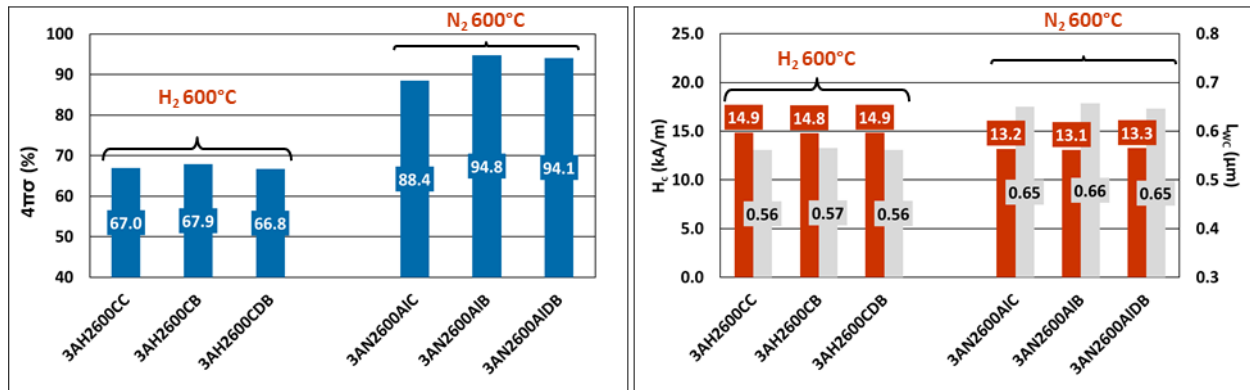 N₂ 600°C
H₂ 600°C
4πσ (%)
100
90
80
70
60
50
40
67.0
67.9
66.8
88.4
94.8
94.1
3AH2600CC
3AH2600CB
3AH2600CDB
3AN2600AIC
3AN2600AIB
3AN2600AIDB
N₂ 600°C
H₂ 600°C
Hc (kA/m)
25.0
20.0
15.0
10.0
5.0
0.0
14.9
14.8
14.9
13.2
13.1
13.3
0.56
0.57
0.56
0.65
0.66
0.65
LWC (µm)
0.8
0.7
0.6
0.5
0.4
0.3
3AH2600CC
3AH2600CB
3AH2600CDB
3AN2600AIC
3AN2600AIB
3AN2600AIDB